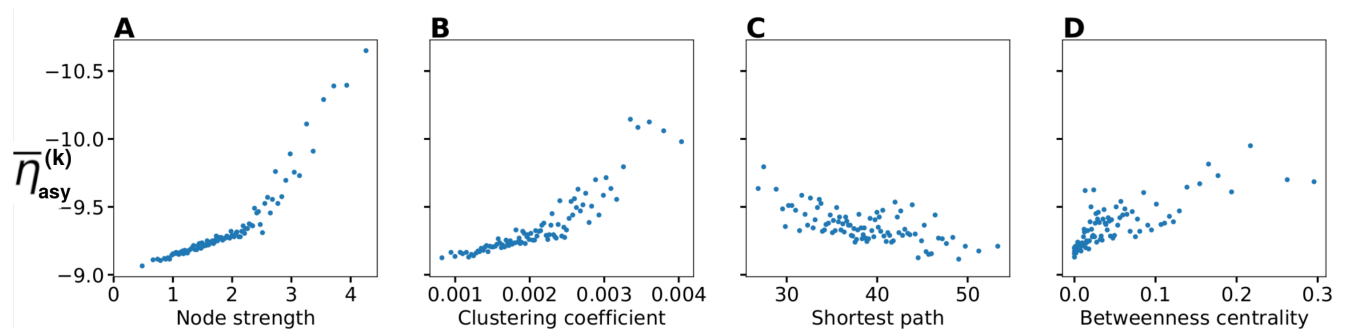 A B C D
−10.5
−10.0
η̅asy(k)
−9.5
−9.0
0 1 2 3 4 0.001 0.002 0.003 0.004 30 40 50 0.0 0.1 0.2 0.3
Node strength Clustering coefficient Shortest path Betweenness centrality